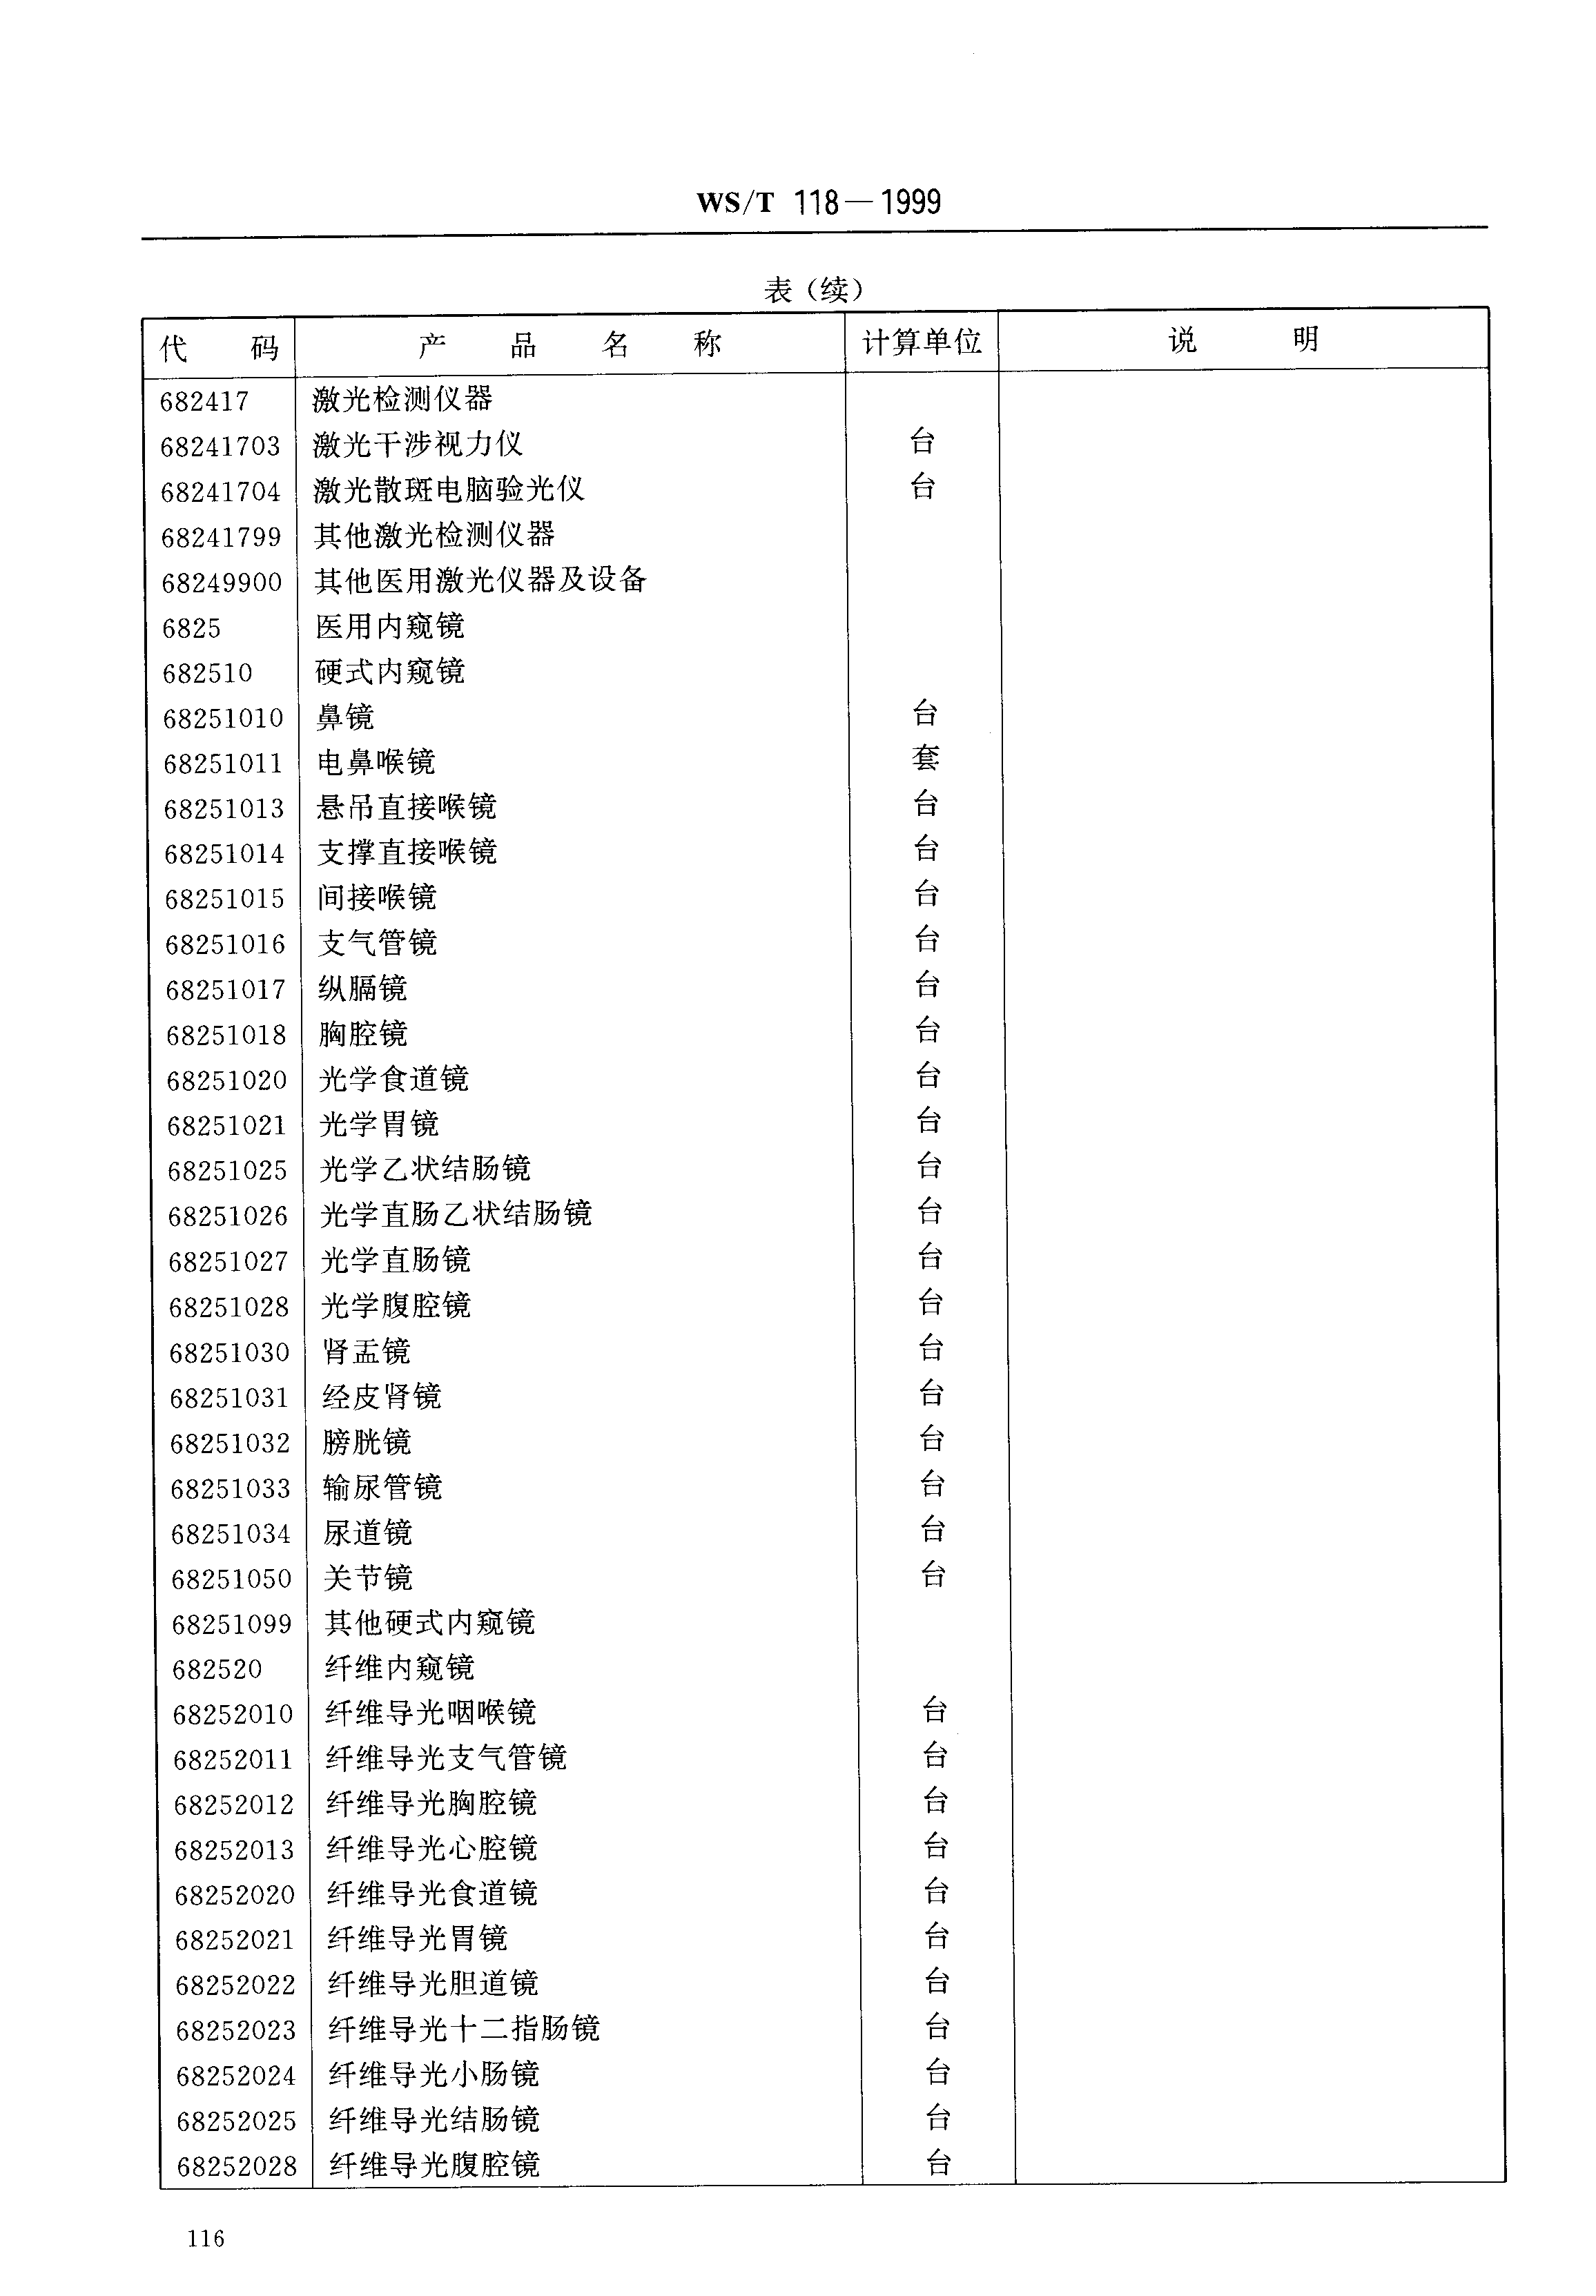 WS/T 118—1999
表（续）
代 码 产 品 名 称 计算单位 说 明
682417 激光检测仪器
68241703 激光干涉视力仪 台
68241704 激光散斑电脑验光仪 台
68241799 其他激光检测仪器
68249900 其他医用激光仪器及设备
6825 医用内窥镜
682510 硬式内窥镜
68251010 鼻镜 台
68251011 电鼻喉镜 套
68251013 悬吊直接喉镜 台
68251014 支撑直接喉镜 台
68251015 间接喉镜 台
68251016 支气管镜 台
68251017 纵膈镜 台
68251018 胸腔镜 台
68251020 光学食道镜 台
68251021 光学胃镜 台
68251025 光学乙状结肠镜 台
68251026 光学直肠乙状结肠镜 台
68251027 光学直肠镜 台
68251028 光学腹腔镜 台
68251030 肾盂镜 台
68251031 经皮肾镜 台
68251032 膀胱镜 台
68251033 输尿管镜 台
68251034 尿道镜 台
68251050 关节镜 台
68251099 其他硬式内窥镜
682520 纤维内窥镜
68252010 纤维导光咽喉镜 台
68252011 纤维导光支气管镜 台
68252012 纤维导光胸腔镜 台
68252013 纤维导光心腔镜 台
68252020 纤维导光食道镜 台
68252021 纤维导光胃镜 台
68252022 纤维导光胆道镜 台
68252023 纤维导光十二指肠镜 台
68252024 纤维导光小肠镜 台
68252025 纤维导光结肠镜 台
68252028 纤维导光腹腔镜 台
116